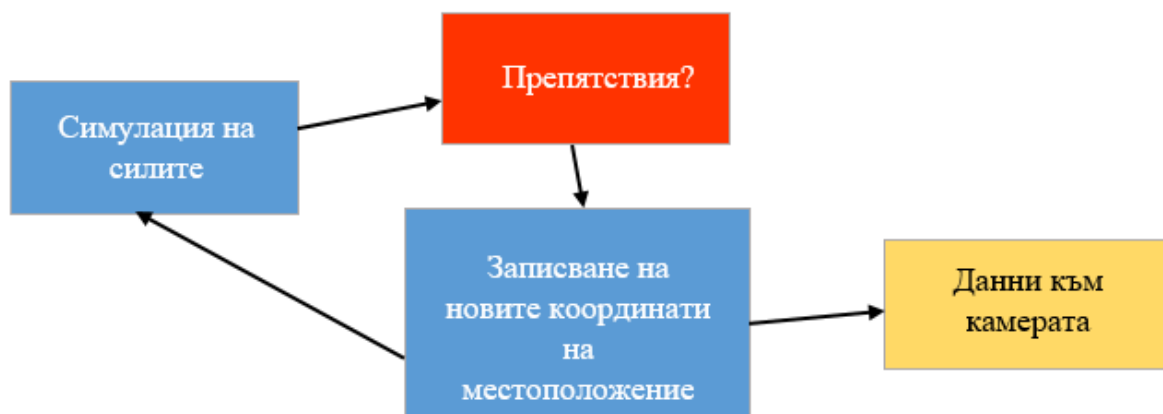 Препятствия?
Симулация на
силите
Записване на
новите координати
на
местоположение
Данни към
камерата